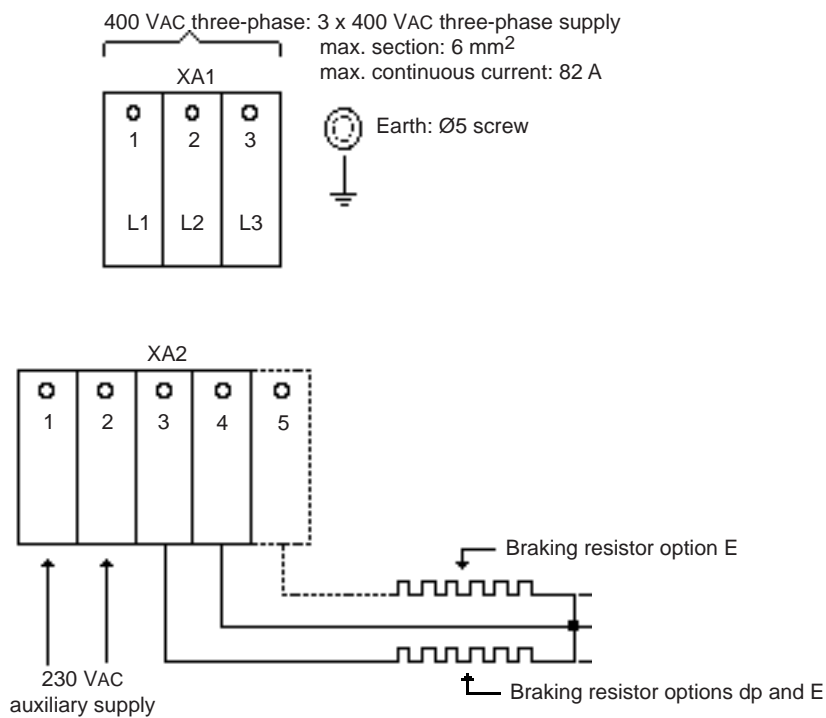 400 VAC three-phase: 3 x 400 VAC three-phase supply
max. section: 6 mm2
max. continuous current: 82 A
XA1
1 2 3
L1 L2 L3
Earth: Ø5 screw
XA2
1 2 3 4 5
Braking resistor option E
230 VAC
auxiliary supply
Braking resistor options dp and E